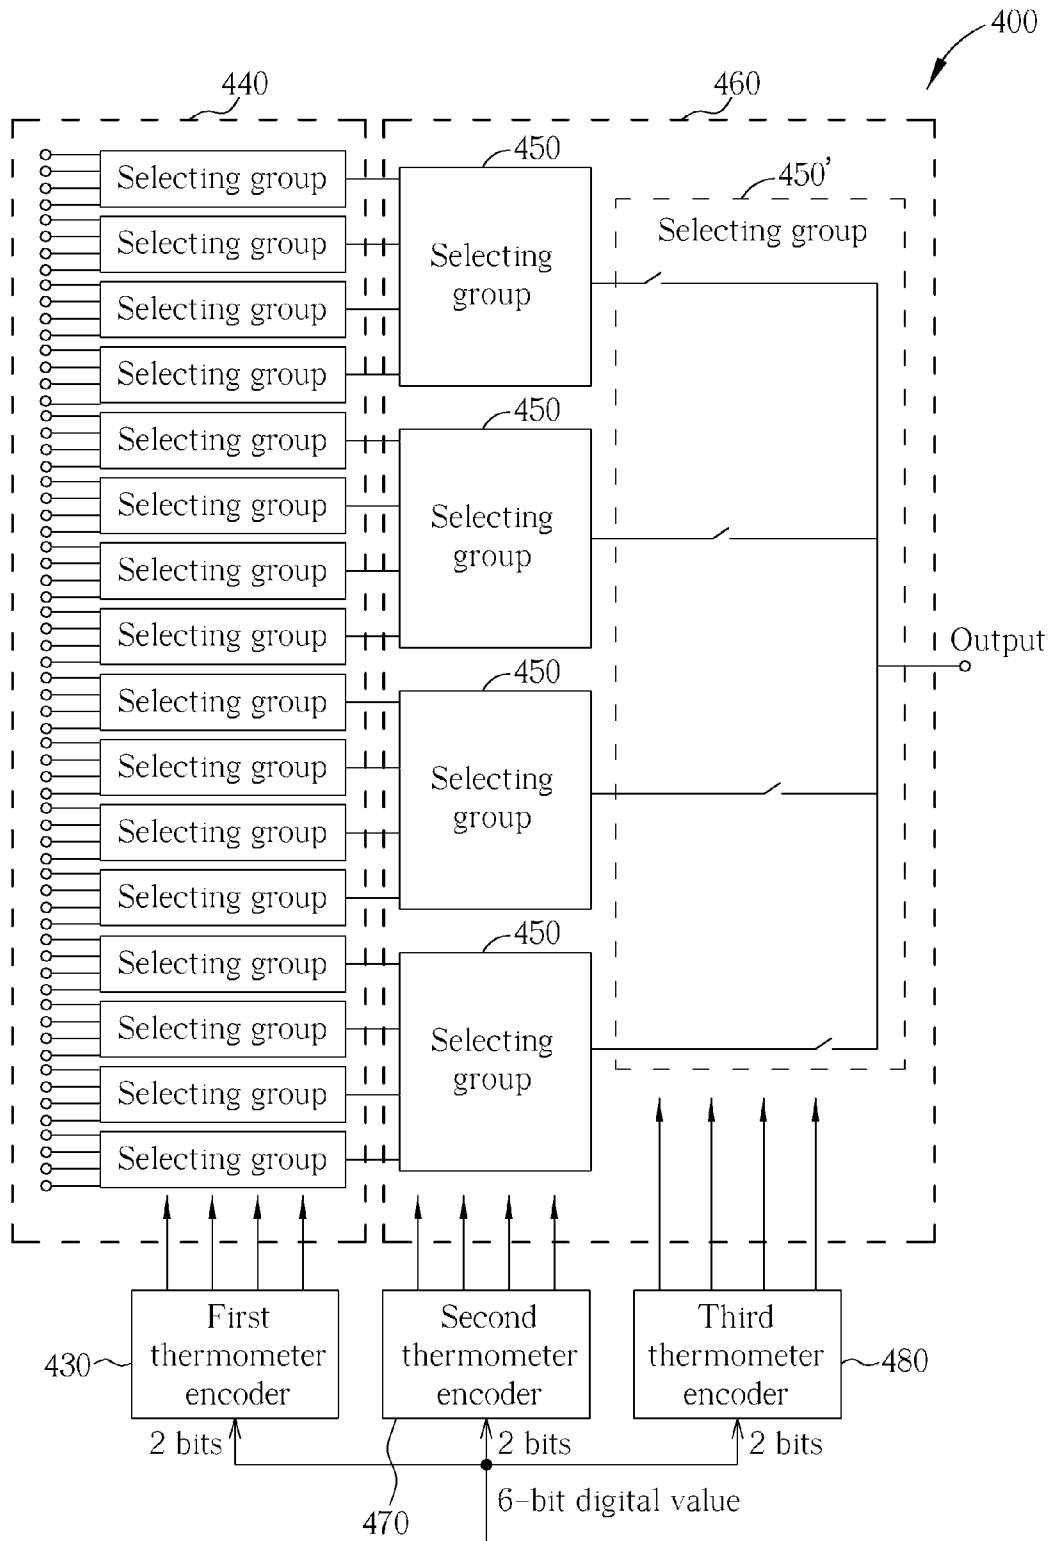 400
440
460
450
450'
Selecting group
Selecting group
Selecting group
Selecting group
Selecting group
Selecting group
Selecting group
450
Selecting group
Selecting group
Selecting group
Selecting group
Selecting group
Output
450
Selecting group
Selecting group
Selecting group
Selecting group
Selecting group
450
Selecting group
Selecting group
Selecting group
Selecting group
Selecting group
First
thermometer
encoder
Second
thermometer
encoder
Third
thermometer
encoder
430
480
2 bits
2 bits
2 bits
470
6-bit digital value